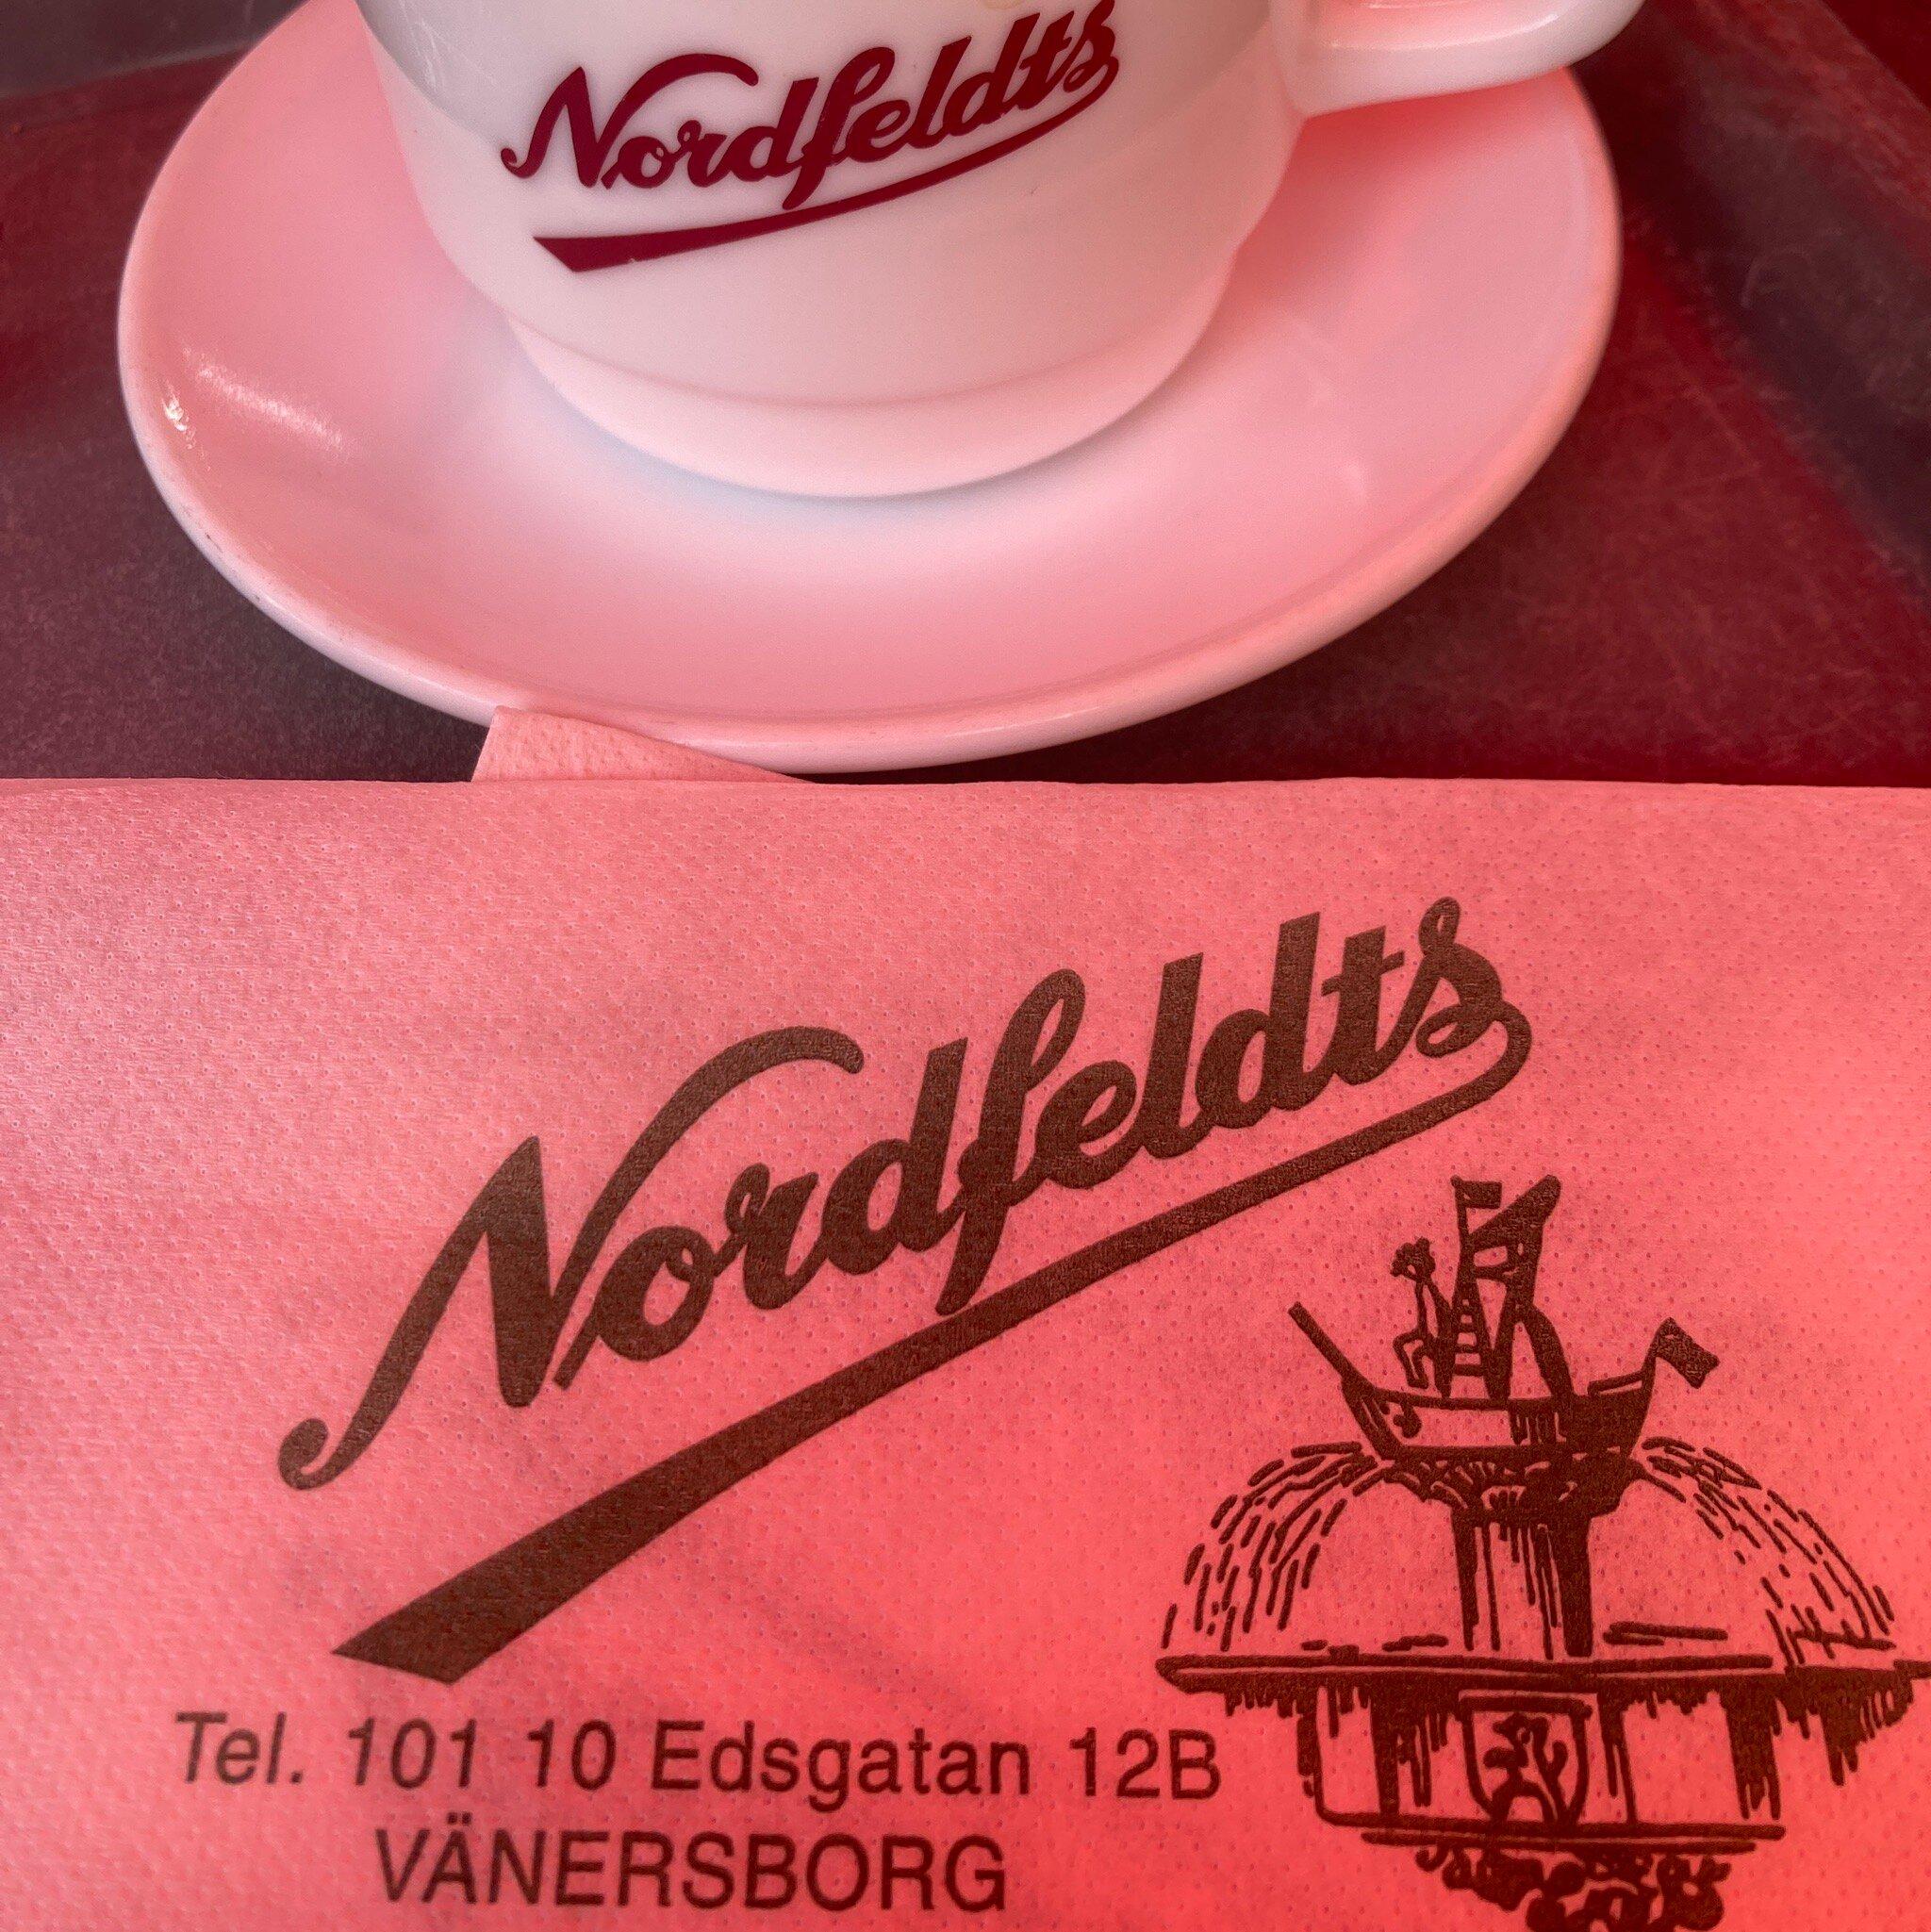 Nordfeldts
Nordfeldts
Tel. 101 10 Edsgatan 12B
VÄNERSBORG